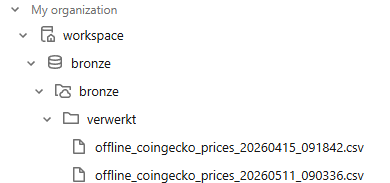 My organization
workspace
bronze
bronze
verwerkt
offline_coingecko_prices_20260415_091842.csv
offline_coingecko_prices_20260511_090336.csv